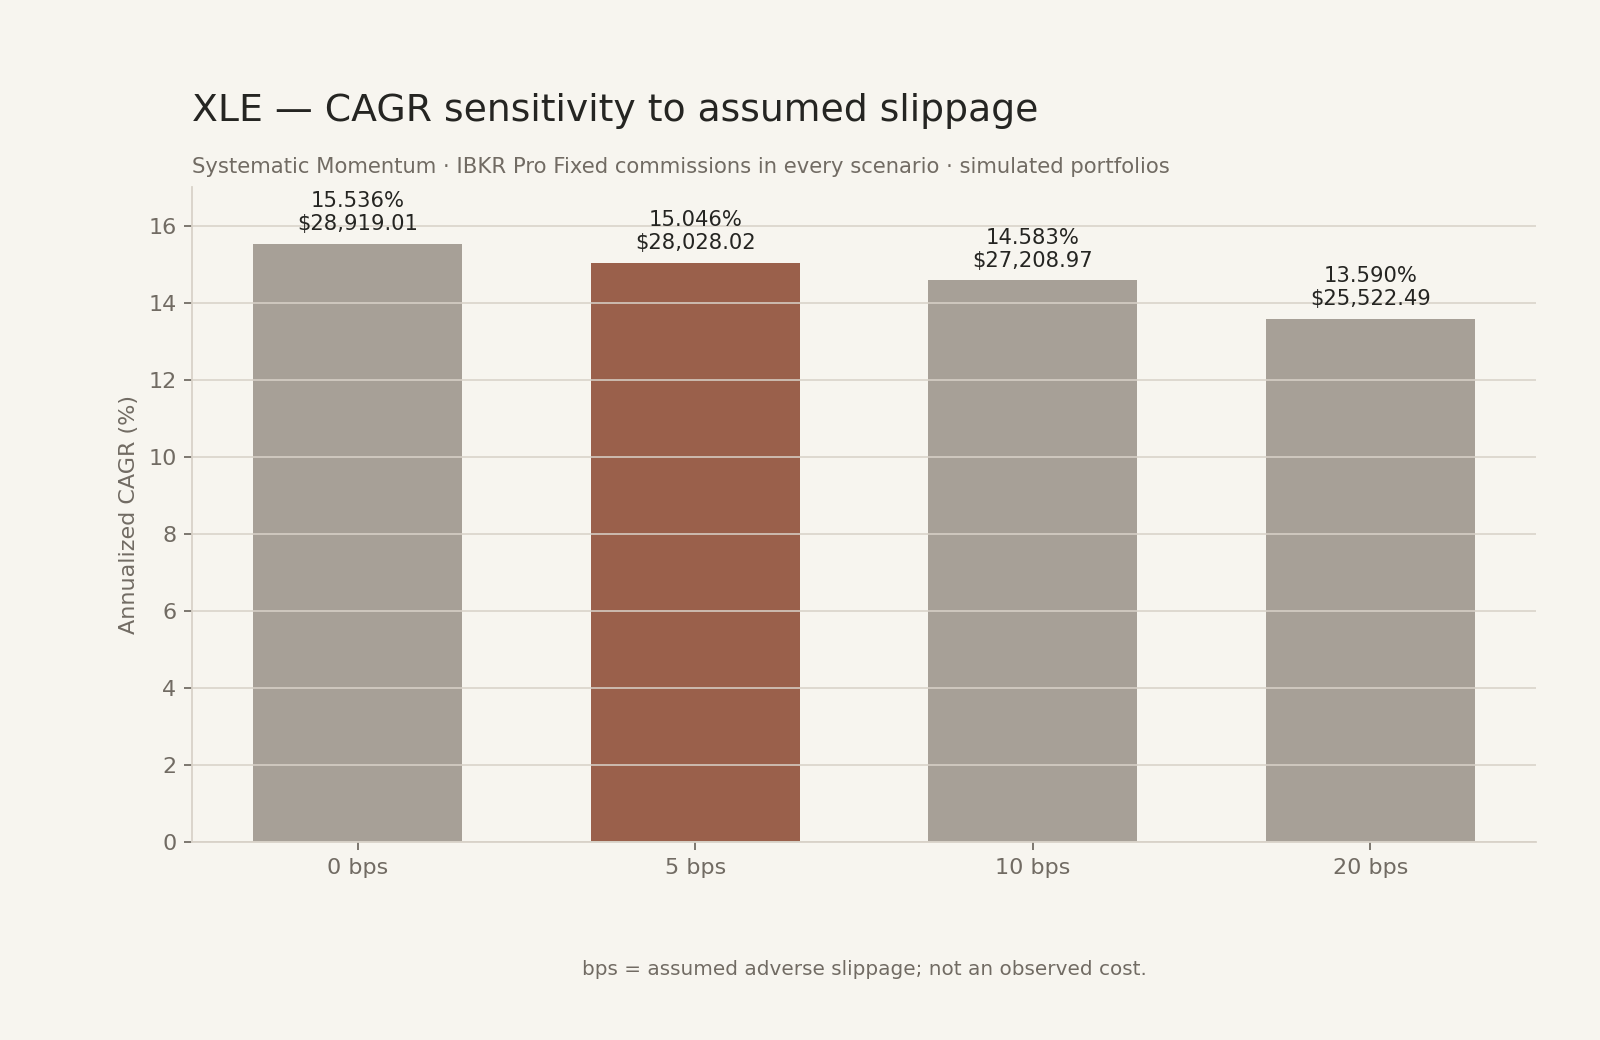 XLE — CAGR sensitivity to assumed slippage
Systematic Momentum · IBKR Pro Fixed commissions in every scenario · simulated portfolios
15.536%
$28,919.01
15.046%
$28,028.02
14.583%
$27,208.97
13.590%
$25,522.49
Annualized CAGR (%)
16
14
12
10
8
6
4
2
0
0 bps
5 bps
10 bps
20 bps
bps = assumed adverse slippage; not an observed cost.